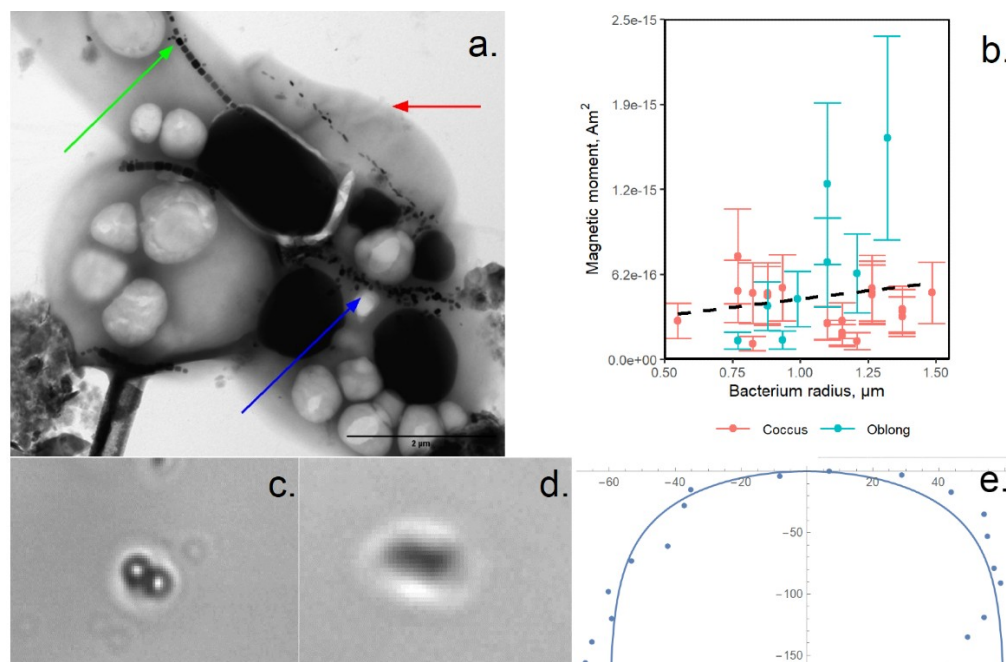 a.
2 µm
b.
Magnetic moment, Am²
2.5e-15
1.9e-15
1.2e-15
6.2e-16
0.0e+00
0.50 0.75 1.00 1.25 1.50
Bacterium radius, µm
Coccus Oblong
c.
d.
e.
-60 -40 -20 20 40
-50
-100
-150